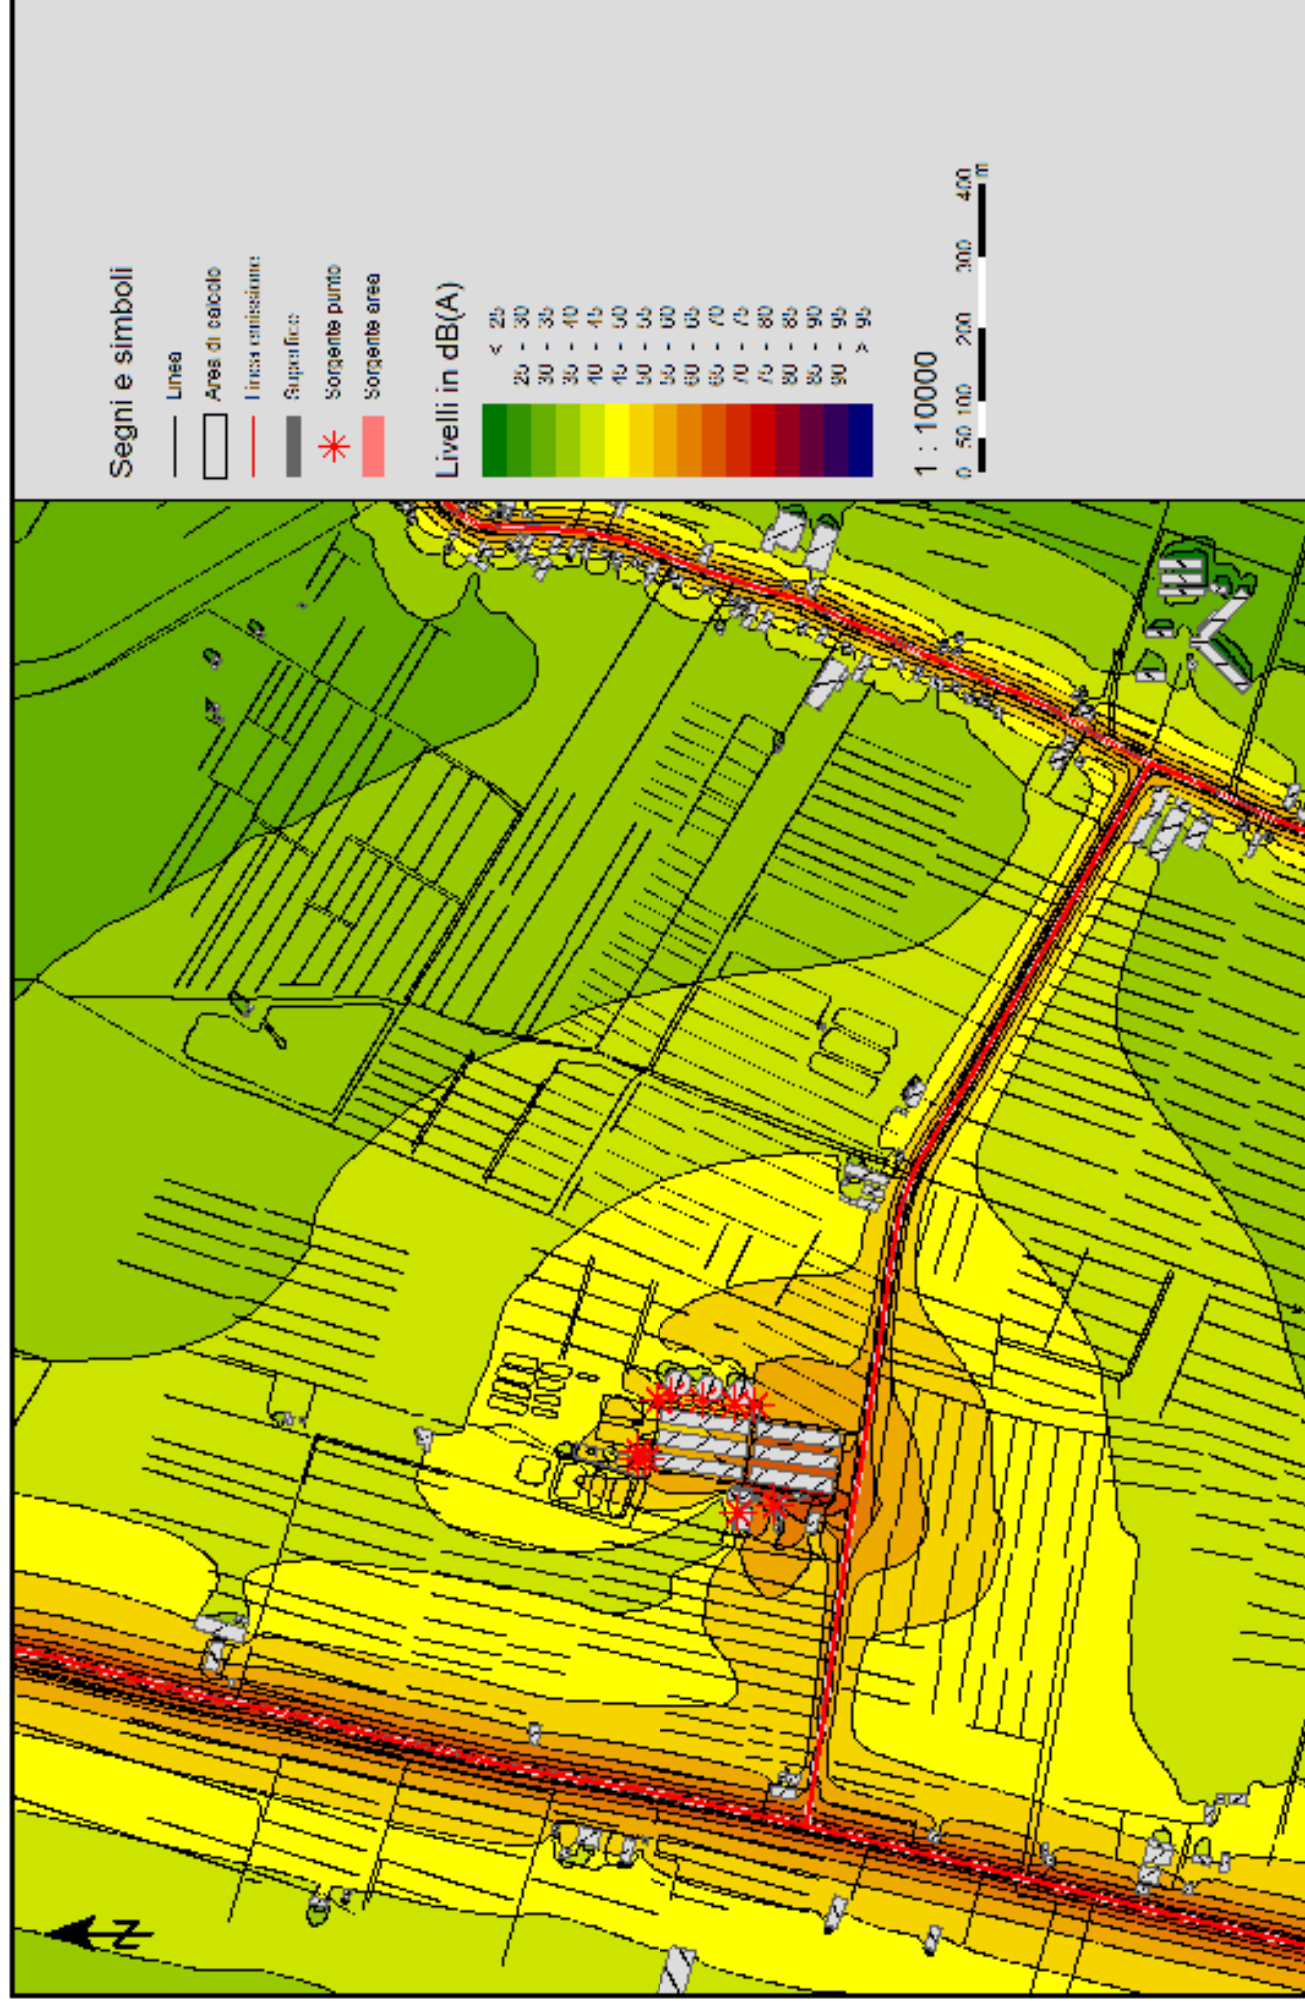 Segni e simboli
Linea
Area di calcolo
Linea emissione
Superfice
Sorgente punto
Sorgente area
Livelli in dB(A)
< 25
25 - 30
30 - 35
35 - 40
40 - 45
45 - 50
50 - 55
55 - 60
60 - 65
65 - 70
70 - 75
75 - 80
80 - 85
85 - 90
90 - 95
> 95
1 : 10000
0 50 100 200 300 400
m
N